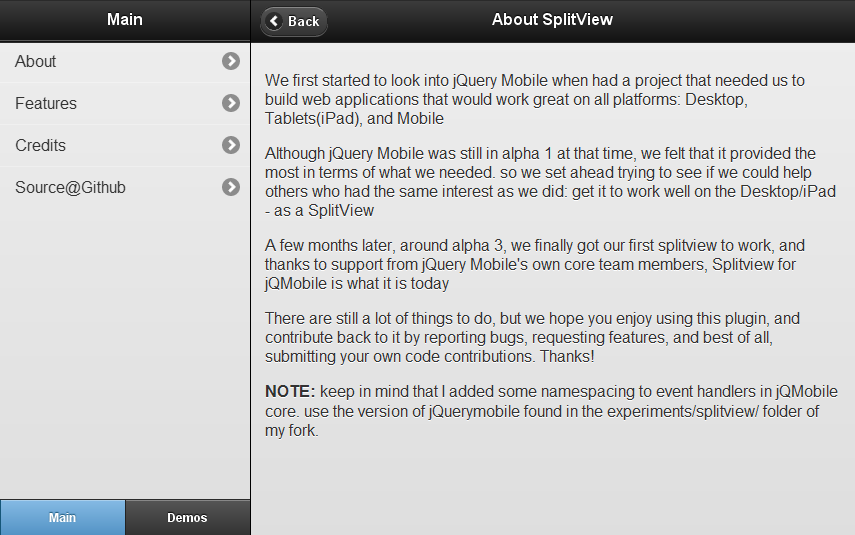 Main
About
Features
Credits
Source@Github
Main
Demos
Back
About SplitView
We first started to look into jQuery Mobile when had a project that needed us to
build web applications that would work great on all platforms: Desktop,
Tablets(iPad), and Mobile
Although jQuery Mobile was still in alpha 1 at that time, we felt that it provided the
most in terms of what we needed. so we set ahead trying to see if we could help
others who had the same interest as we did: get it to work well on the Desktop/iPad
- as a SplitView
A few months later, around alpha 3, we finally got our first splitview to work, and
thanks to support from jQuery Mobile's own core team members, Splitview for
jQMobile is what it is today
There are still a lot of things to do, but we hope you enjoy using this plugin, and
contribute back to it by reporting bugs, requesting features, and best of all,
submitting your own code contributions. Thanks!
NOTE: keep in mind that I added some namespacing to event handlers in jQMobile
core. use the version of jQuerymobile found in the experiments/splitview/ folder of
my fork.